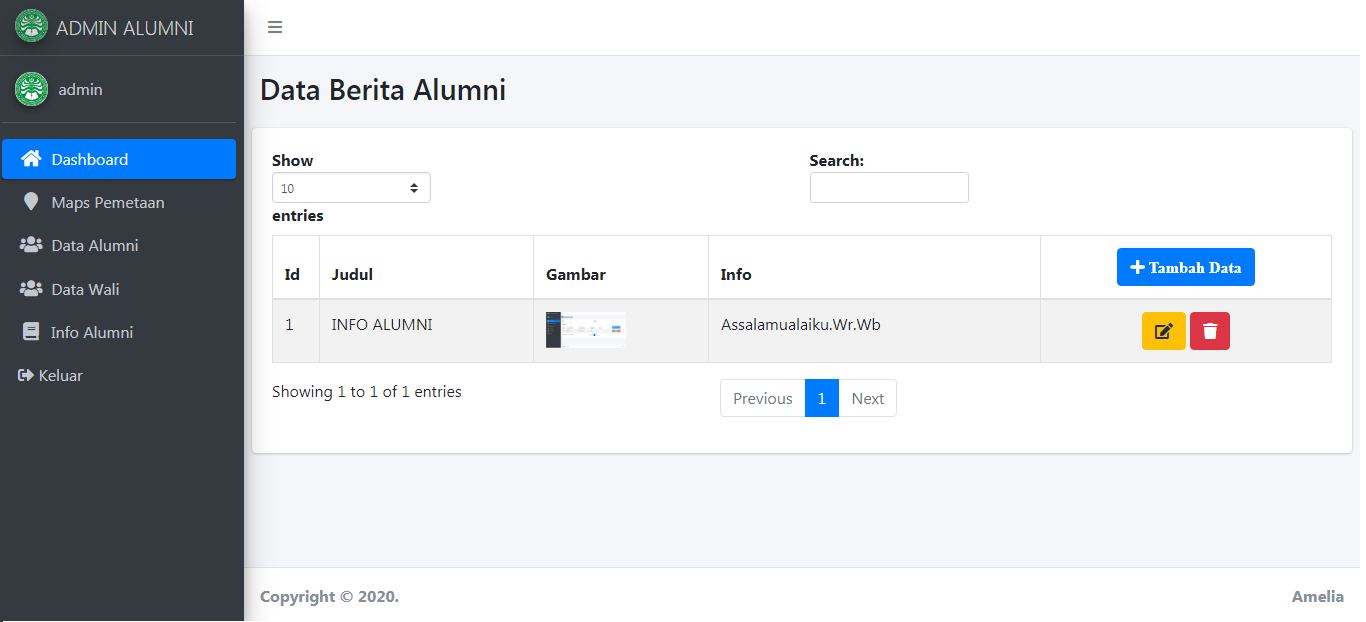 ADMIN ALUMNI
admin
Dashboard
Maps Pemetaan
Data Alumni
Data Wali
Info Alumni
Keluar
Data Berita Alumni
Show
10
entries
Search:
Id Judul Gambar Info Tambah Data
1 INFO ALUMNI Assalamualaiku.Wr.Wb
Showing 1 to 1 of 1 entries
Previous 1 Next
Copyright © 2020. Amelia